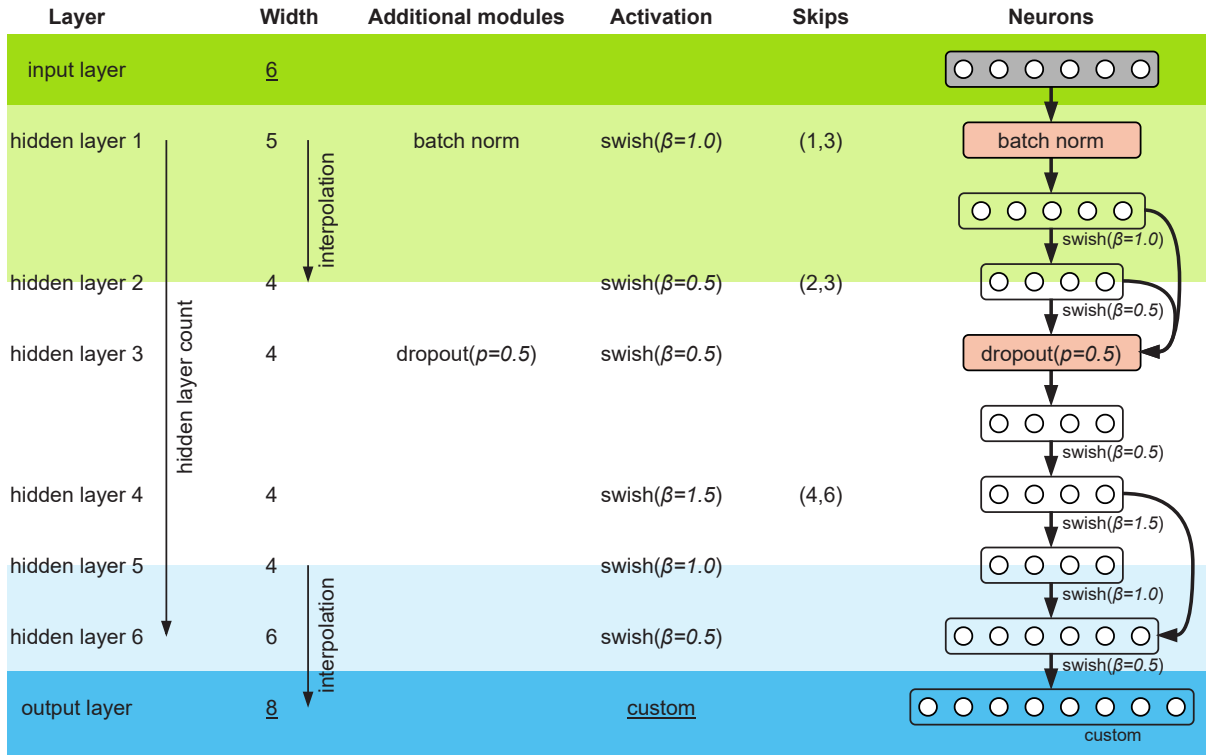 Layer Width Additional modules Activation Skips Neurons
input layer 6
hidden layer 1 5 batch norm swish(β=1.0) (1,3) batch norm
interpolation
swish(β=1.0)
hidden layer 2 4 swish(β=0.5) (2,3)
swish(β=0.5)
hidden layer 3 4 dropout(p=0.5) swish(β=0.5) dropout(p=0.5)
hidden layer count
swish(β=0.5)
hidden layer 4 4 swish(β=1.5) (4,6)
swish(β=1.5)
hidden layer 5 4 swish(β=1.0)
swish(β=1.0)
interpolation
hidden layer 6 6 swish(β=0.5)
swish(β=0.5)
output layer 8 custom
custom